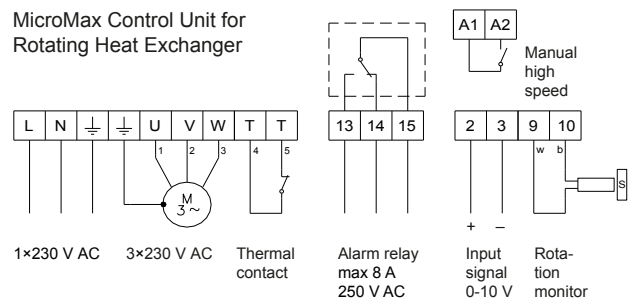 MicroMax Control Unit for
Rotating Heat Exchanger
A1 A2
Manual
high
speed
L N U V W T T
13 14 15
2 3 9 10
1 2 3 4 5
w b
M
3~
S
+ –
1×230 V AC
3×230 V AC
Thermal
contact
Alarm relay
max 8 A
250 V AC
Input
signal
0-10 V
Rota-
tion
monitor